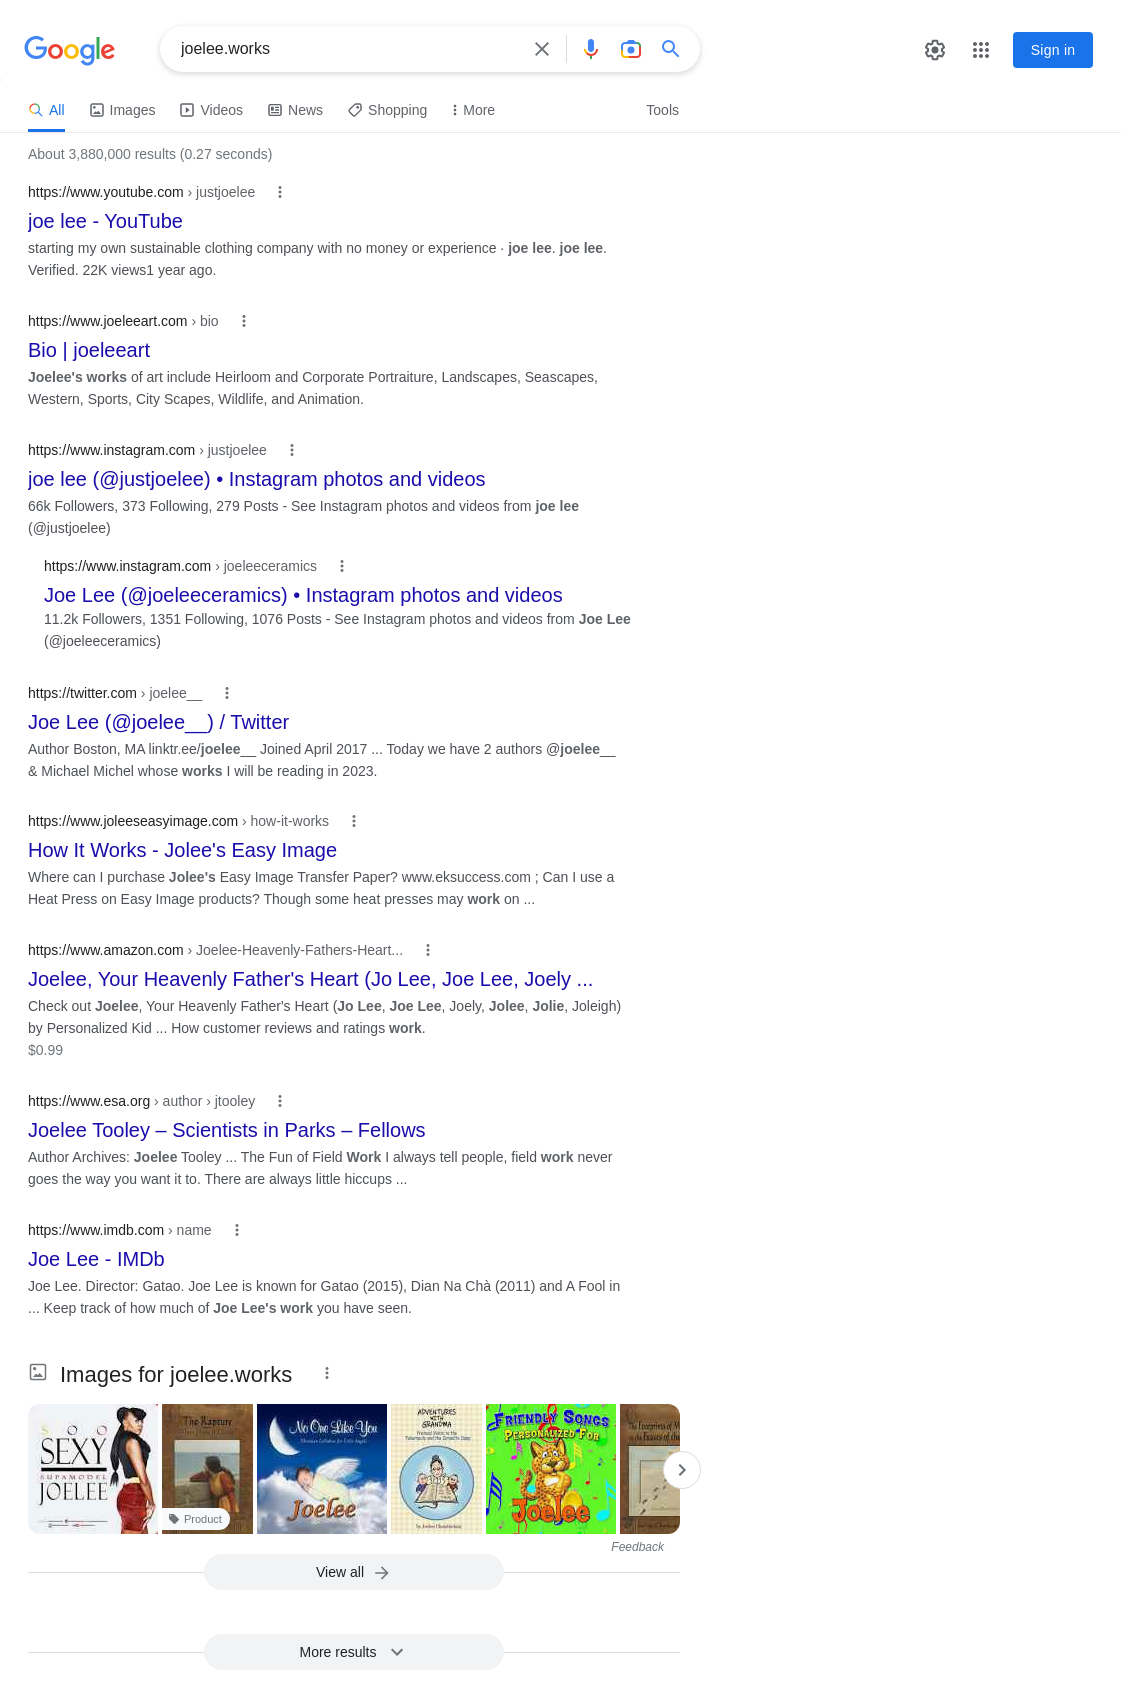 Google
joelee.works
Sign in
All
Images
Videos
News
Shopping
More
Tools
About 3,880,000 results (0.27 seconds)
https://www.youtube.com › justjoelee
joe lee - YouTube
starting my own sustainable clothing company with no money or experience · joe lee. joe lee.
Verified. 22K views1 year ago.
https://www.joeleeart.com › bio
Bio | joeleeart
Joelee's works of art include Heirloom and Corporate Portraiture, Landscapes, Seascapes,
Western, Sports, City Scapes, Wildlife, and Animation.
https://www.instagram.com › justjoelee
joe lee (@justjoelee) • Instagram photos and videos
66k Followers, 373 Following, 279 Posts - See Instagram photos and videos from joe lee
(@justjoelee)
https://www.instagram.com › joeleeceramics
Joe Lee (@joeleeceramics) • Instagram photos and videos
11.2k Followers, 1351 Following, 1076 Posts - See Instagram photos and videos from Joe Lee
(@joeleeceramics)
https://twitter.com › joelee__
Joe Lee (@joelee__) / Twitter
Author Boston, MA linktr.ee/joelee__ Joined April 2017 ... Today we have 2 authors @joelee__
& Michael Michel whose works I will be reading in 2023.
https://www.joleeseasyimage.com › how-it-works
How It Works - Jolee's Easy Image
Where can I purchase Jolee's Easy Image Transfer Paper? www.eksuccess.com ; Can I use a
Heat Press on Easy Image products? Though some heat presses may work on ...
https://www.amazon.com › Joelee-Heavenly-Fathers-Heart...
Joelee, Your Heavenly Father's Heart (Jo Lee, Joe Lee, Joely ...
Check out Joelee, Your Heavenly Father's Heart (Jo Lee, Joe Lee, Joely, Jolee, Jolie, Joleigh)
by Personalized Kid ... How customer reviews and ratings work.
$0.99
https://www.esa.org › author › jtooley
Joelee Tooley – Scientists in Parks – Fellows
Author Archives: Joelee Tooley ... The Fun of Field Work I always tell people, field work never
goes the way you want it to. There are always little hiccups ...
https://www.imdb.com › name
Joe Lee - IMDb
Joe Lee. Director: Gatao. Joe Lee is known for Gatao (2015), Dian Na Chà (2011) and A Fool in
... Keep track of how much of Joe Lee's work you have seen.
Images for joelee.works
SOO
SEXY
SUPAMODEL
JOELEE
The Rapture
Product
No One Like You
Joelee
ADVENTURES
WITH
GRANDMA
FRIENDLY SONGS
PERSONALIZED FOR
Joelee
Feedback
View all
More results